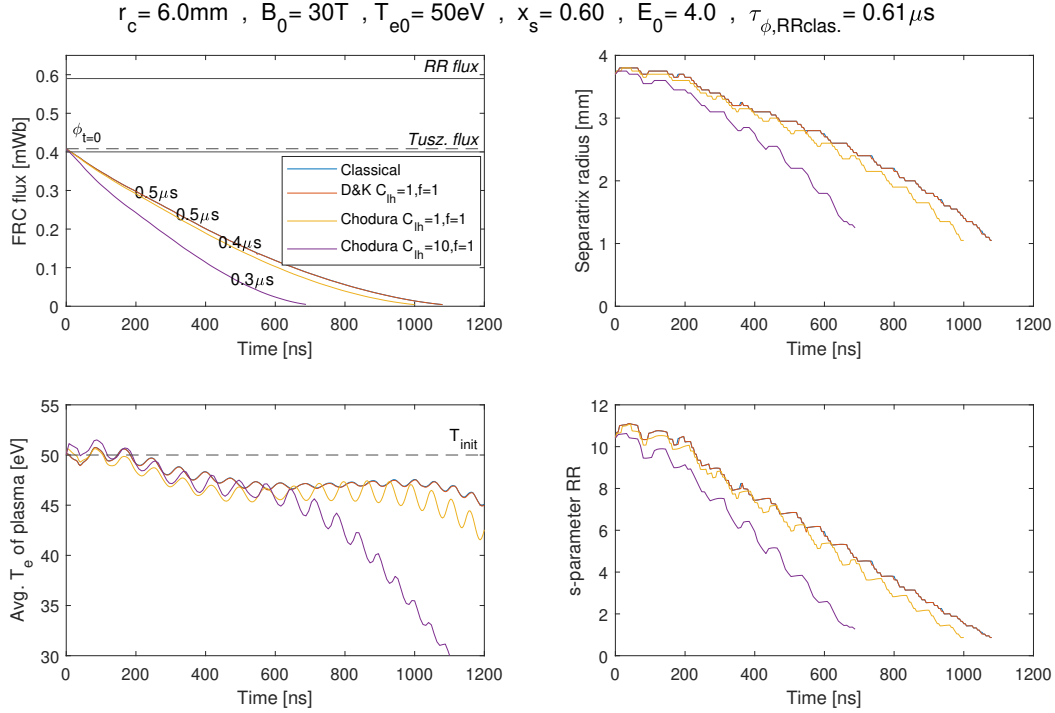 r_c = 6.0mm , B_0 = 30T , T_e0 = 50eV , x_s = 0.60 , E_0 = 4.0 , τ_ϕ,RRclas. = 0.61μs
FRC flux [mWb]
0.6
0.5
0.4
0.3
0.2
0.1
0
RR flux
ϕ_t=0
Tusz. flux
0.5μs
0.5μs
0.4μs
0.3μs
Classical
D&K C_lh=1,f=1
Chodura C_lh=1,f=1
Chodura C_lh=10,f=1
0 200 400 600 800 1000 1200
Time [ns]
Separatrix radius [mm]
4
3
2
1
0
0 200 400 600 800 1000 1200
Time [ns]
Avg. T_e of plasma [eV]
55
50
45
40
35
30
T_init
0 200 400 600 800 1000 1200
Time [ns]
s-parameter RR
12
10
8
6
4
2
0
0 200 400 600 800 1000 1200
Time [ns]